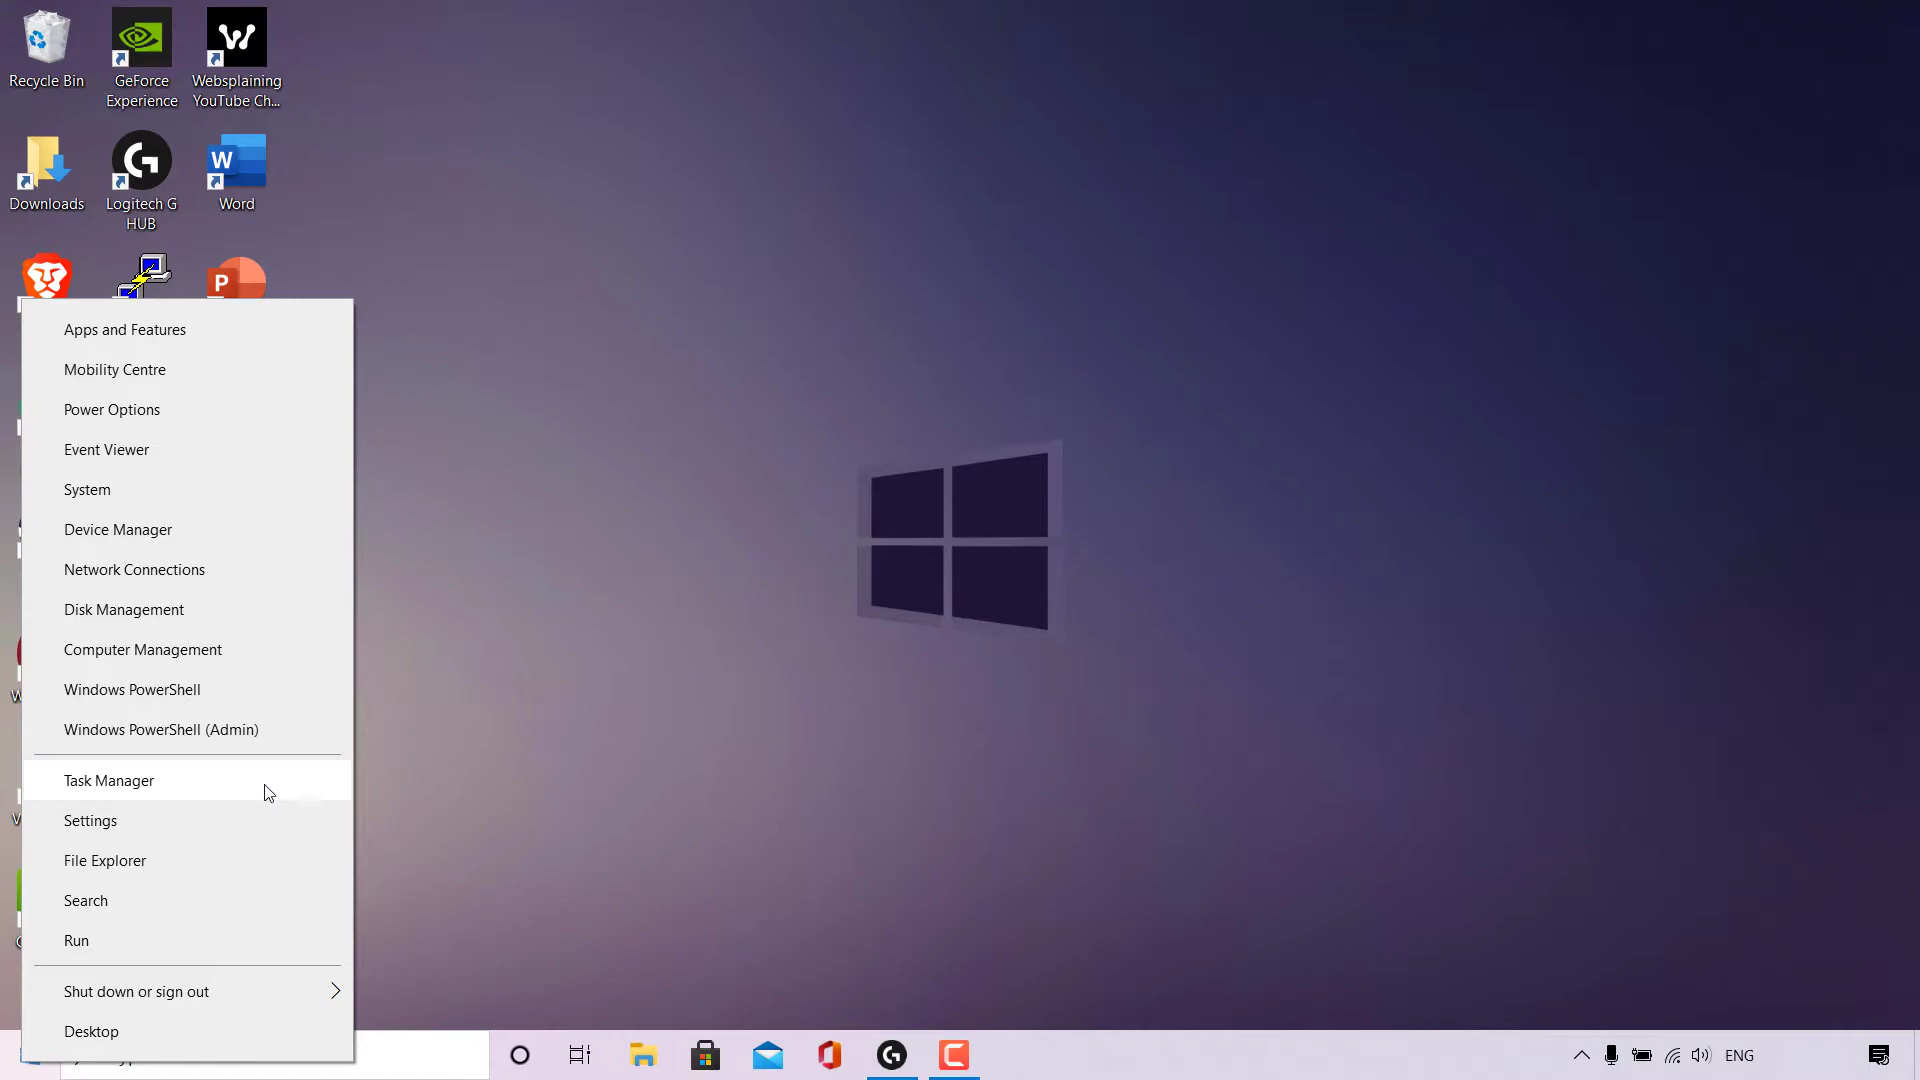 Recycle Bin
GeForce
Experience
Websplaining
YouTube Ch...
Downloads
Logitech G
HUB
Word
Apps and Features
Mobility Centre
Power Options
Event Viewer
System
Device Manager
Network Connections
Disk Management
Computer Management
Windows PowerShell
Windows PowerShell (Admin)
Task Manager
Settings
File Explorer
Search
Run
Shut down or sign out
Desktop
ENG